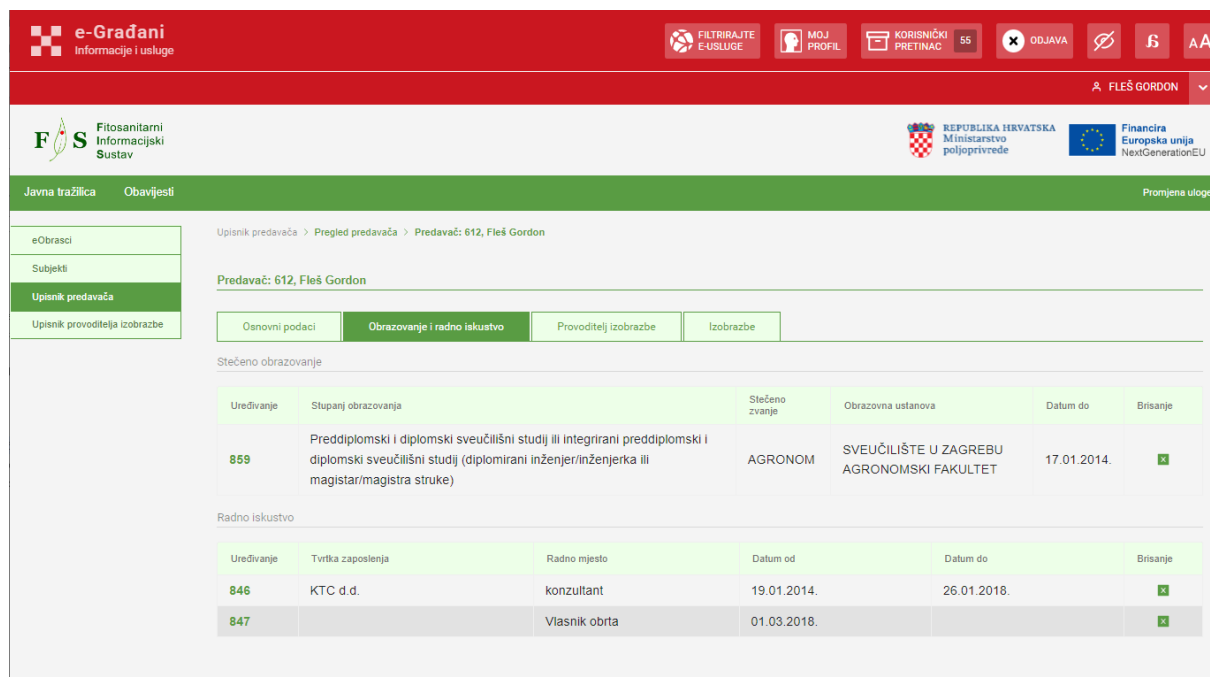 e-Građani
Informacije i usluge
FILTRIRAJTE
E-USLUGE
MOJ
PROFIL
KORISNIČKI
PRETINAC
55
ODJAVA
AA
FLEŠ GORDON
F S
Fitosanitarni
Informacijski
Sustav
REPUBLIKA HRVATSKA
Ministarstvo
poljoprivrede
Financira
Europska unija
NextGenerationEU
Javna tražilica Obavijesti Promjena uloge
eObrasci
Subjekti
Upisnik predavača
Upisnik provoditelja izobrazbe
Upisnik predavača > Pregled predavača > Predavač: 612, Fleš Gordon
Predavač: 612, Fleš Gordon
Osnovni podaci Obrazovanje i radno iskustvo Provoditelj izobrazbe Izobrazbe
Stečeno obrazovanje
Uređivanje Stupanj obrazovanja Stečeno zvanje Obrazovna ustanova Datum do Brisanje
859
Preddiplomski i diplomski sveučilišni studij ili integrirani preddiplomski i
diplomski sveučilišni studij (diplomirani inženjer/inženjerka ili
magistar/magistra struke)
AGRONOM
SVEUČILIŠTE U ZAGREBU
AGRONOMSKI FAKULTET
17.01.2014.
x
Radno iskustvo
Uređivanje Tvrtka zaposlenja Radno mjesto Datum od Datum do Brisanje
846 KTC d.d. konzultant 19.01.2014. 26.01.2018. x
847 Vlasnik obrta 01.03.2018. x